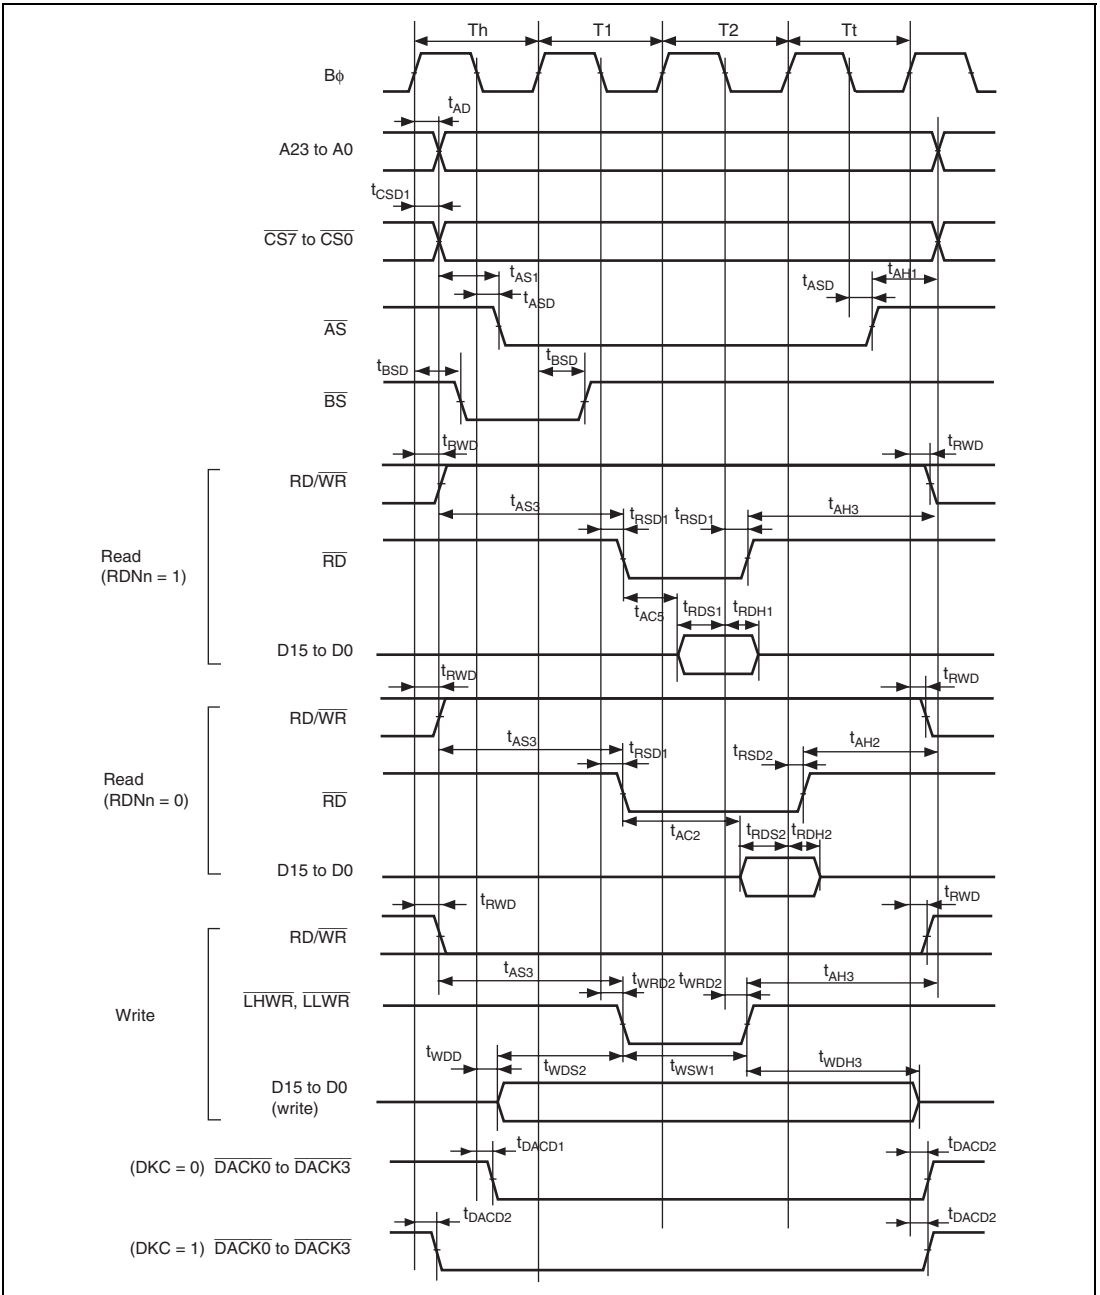 Th T1 T2 Tt
Bφ
tAD
A23 to A0
tCSD1
CS7 to CS0
tAS1 tAH1
tASD tASD
AS
tBSD tBSD
BS
tRWD tRWD
RD/WR
tAS3 tRSD1 tRSD1 tAH3
Read
(RDNn = 1)
RD
tAC5 tRDS1 tRDH1
D15 to D0
tRWD tRWD
RD/WR
tAS3 tRSD1 tRSD2 tAH2
Read
(RDNn = 0)
RD
tAC2 tRDS2 tRDH2
D15 to D0
tRWD tRWD
RD/WR
tAS3 tWRD2 tWRD2 tAH3
Write
LHWR, LLWR
tWDD tWDS2 tWSW1 tWDH3
D15 to D0
(write)
tDACD1 tDACD2
(DKC = 0) DACK0 to DACK3
tDACD2 tDACD2
(DKC = 1) DACK0 to DACK3